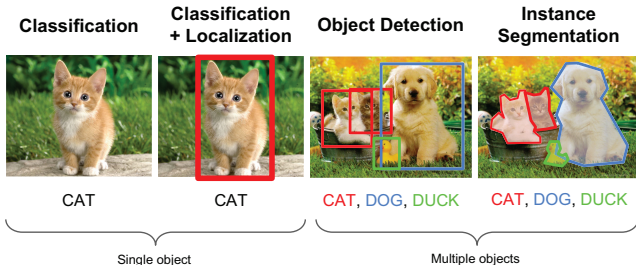 Classification
Classification
+ Localization
Object Detection
Instance
Segmentation
CAT
CAT
CAT, DOG, DUCK
CAT, DOG, DUCK
Single object
Multiple objects